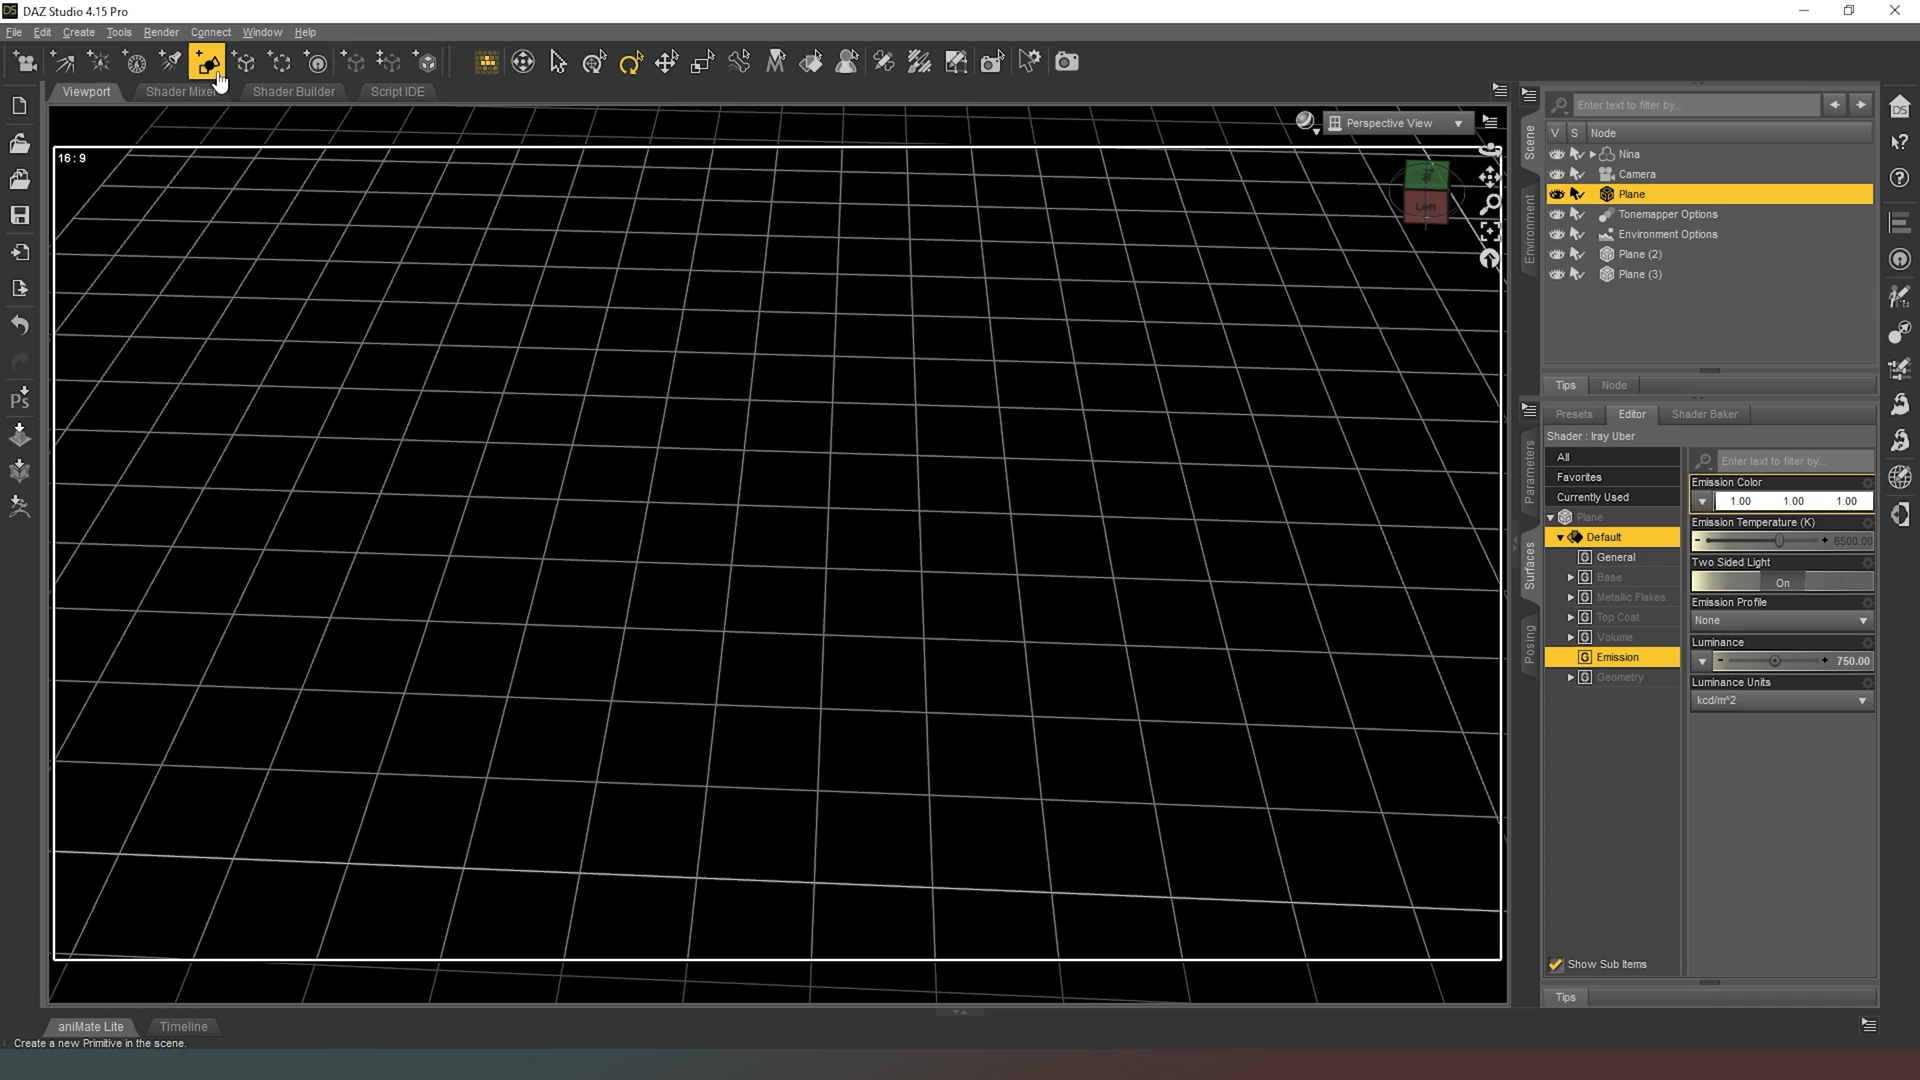 DAZ Studio 4.15 Pro
File Edit Create Tools Render Connect Window Help
Viewport Shader Mixer Shader Builder Script IDE
16 : 9
Perspective View
Left
Enter text to filter by...
V S Node
Nina
Camera
Plane
Tonemapper Options
Environment Options
Plane (2)
Plane (3)
Scene
Environment
Tips Node
Presets Editor Shader Baker
Shader : Iray Uber
All
Favorites
Currently Used
Plane
Default
General
Base
Metallic Flakes
Top Coat
Volume
Emission
Geometry
Show Sub Items
Enter text to filter by...
Emission Color
1.00 1.00 1.00
Emission Temperature (K)
6500.00
Two Sided Light
On
Emission Profile
None
Luminance
750.00
Luminance Units
kcd/m^2
Parameters
Surfaces
Posing
Tips
aniMate Lite Timeline
Create a new Primitive in the scene.